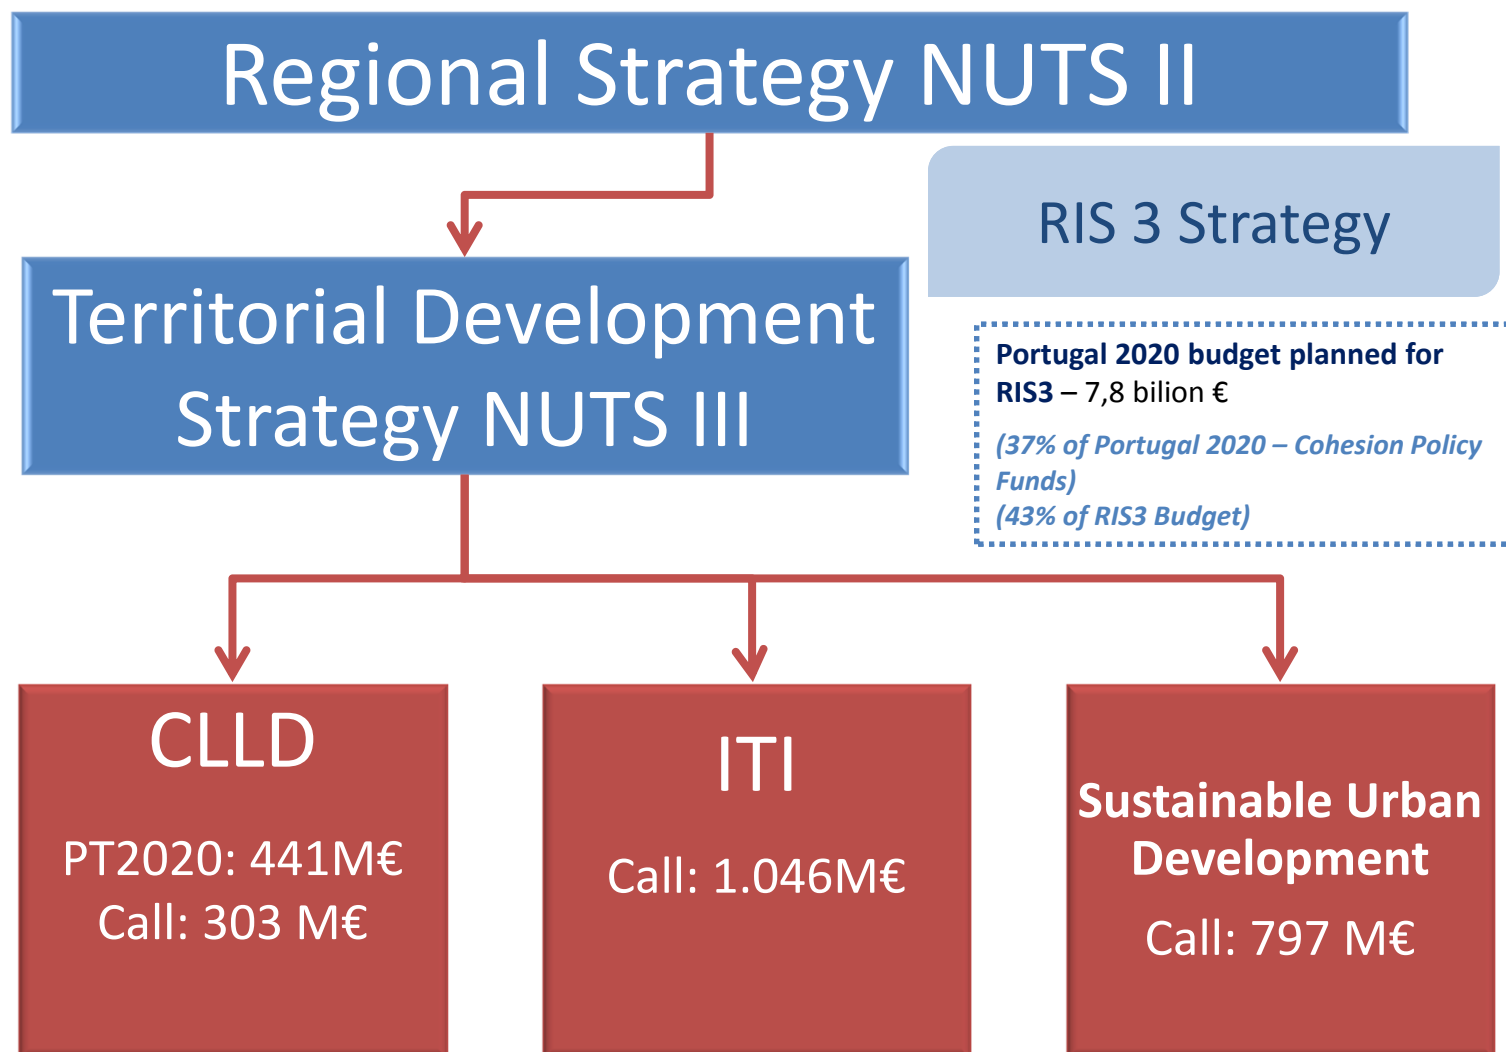 Regional Strategy NUTS II
RIS 3 Strategy
Territorial Development
Strategy NUTS III
Portugal 2020 budget planned for
RIS3 – 7,8 bilion €
(37% of Portugal 2020 – Cohesion Policy
Funds)
(43% of RIS3 Budget)
CLLD
PT2020: 441M€
Call: 303 M€
ITI
Call: 1.046M€
Sustainable Urban
Development
Call: 797 M€